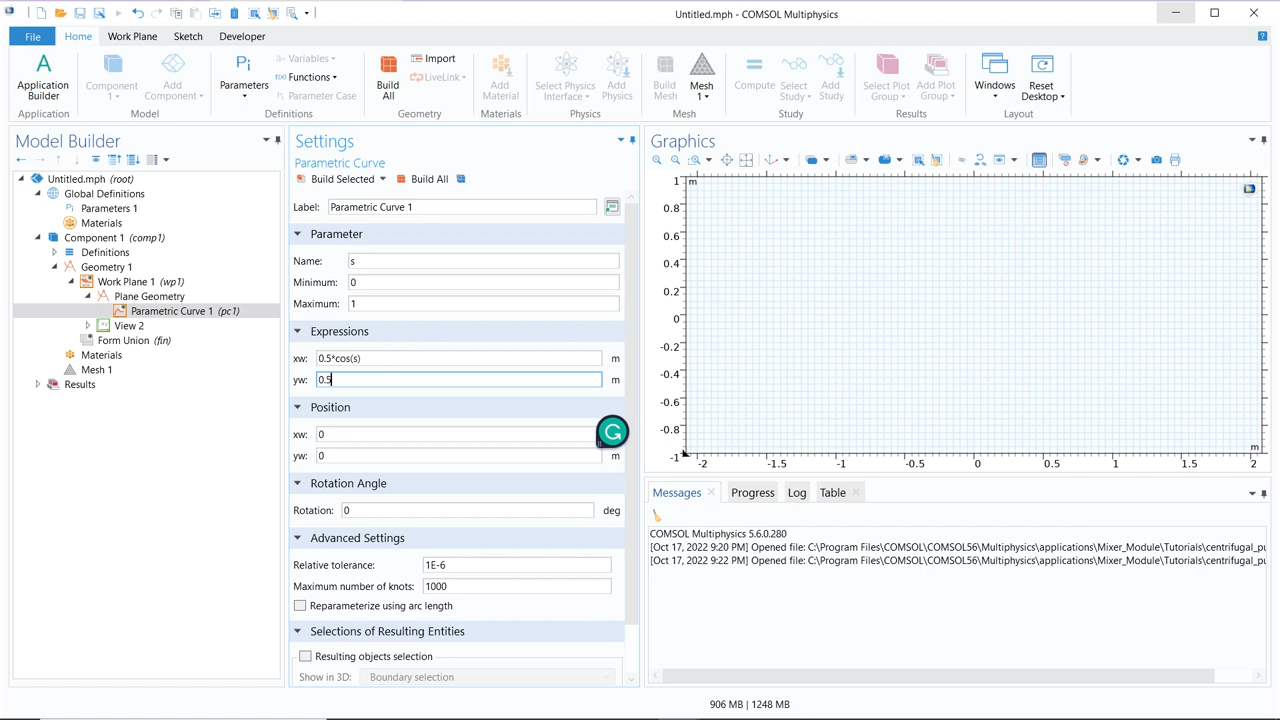 Untitled.mph - COMSOL Multiphysics
File Home Work Plane Sketch Developer
Application Builder
Component 1
Add Component
Pi Parameters
Variables
f(x) Functions
Parameter Case
Build All
Import
LiveLink
Add Material
Select Physics Interface
Add Physics
Build Mesh
Mesh 1
Compute
Select Study
Add Study
Select Plot Group
Add Plot Group
Windows
Reset Desktop
Application Model Definitions Geometry Materials Physics Mesh Study Results Layout
Model Builder
Untitled.mph (root)
Global Definitions
Pi Parameters 1
Materials
Component 1 (comp1)
Definitions
Geometry 1
Work Plane 1 (wp1)
Plane Geometry
Parametric Curve 1 (pc1)
View 2
Form Union (fin)
Materials
Mesh 1
Results
Settings
Parametric Curve
Build Selected Build All
Label: Parametric Curve 1
Parameter
Name: s
Minimum: 0
Maximum: 1
Expressions
xw: 0.5*cos(s) m
yw: 0.5 m
Position
xw: 0
yw: 0 m
Rotation Angle
Rotation: 0 deg
Advanced Settings
Relative tolerance: 1E-6
Maximum number of knots: 1000
Reparameterize using arc length
Selections of Resulting Entities
Resulting objects selection
Show in 3D: Boundary selection
Graphics
m
1
0.8
0.6
0.4
0.2
0
-0.2
-0.4
-0.6
-0.8
-1
m
-2 -1.5 -1 -0.5 0 0.5 1 1.5 2
Messages Progress Log Table
COMSOL Multiphysics 5.6.0.280
[Oct 17, 2022 9:20 PM] Opened file: C:\Program Files\COMSOL\COMSOL56\Multiphysics\applications\Mixer_Module\Tutorials\centrifugal_pu
[Oct 17, 2022 9:22 PM] Opened file: C:\Program Files\COMSOL\COMSOL56\Multiphysics\applications\Mixer_Module\Tutorials\centrifugal_pu
906 MB | 1248 MB